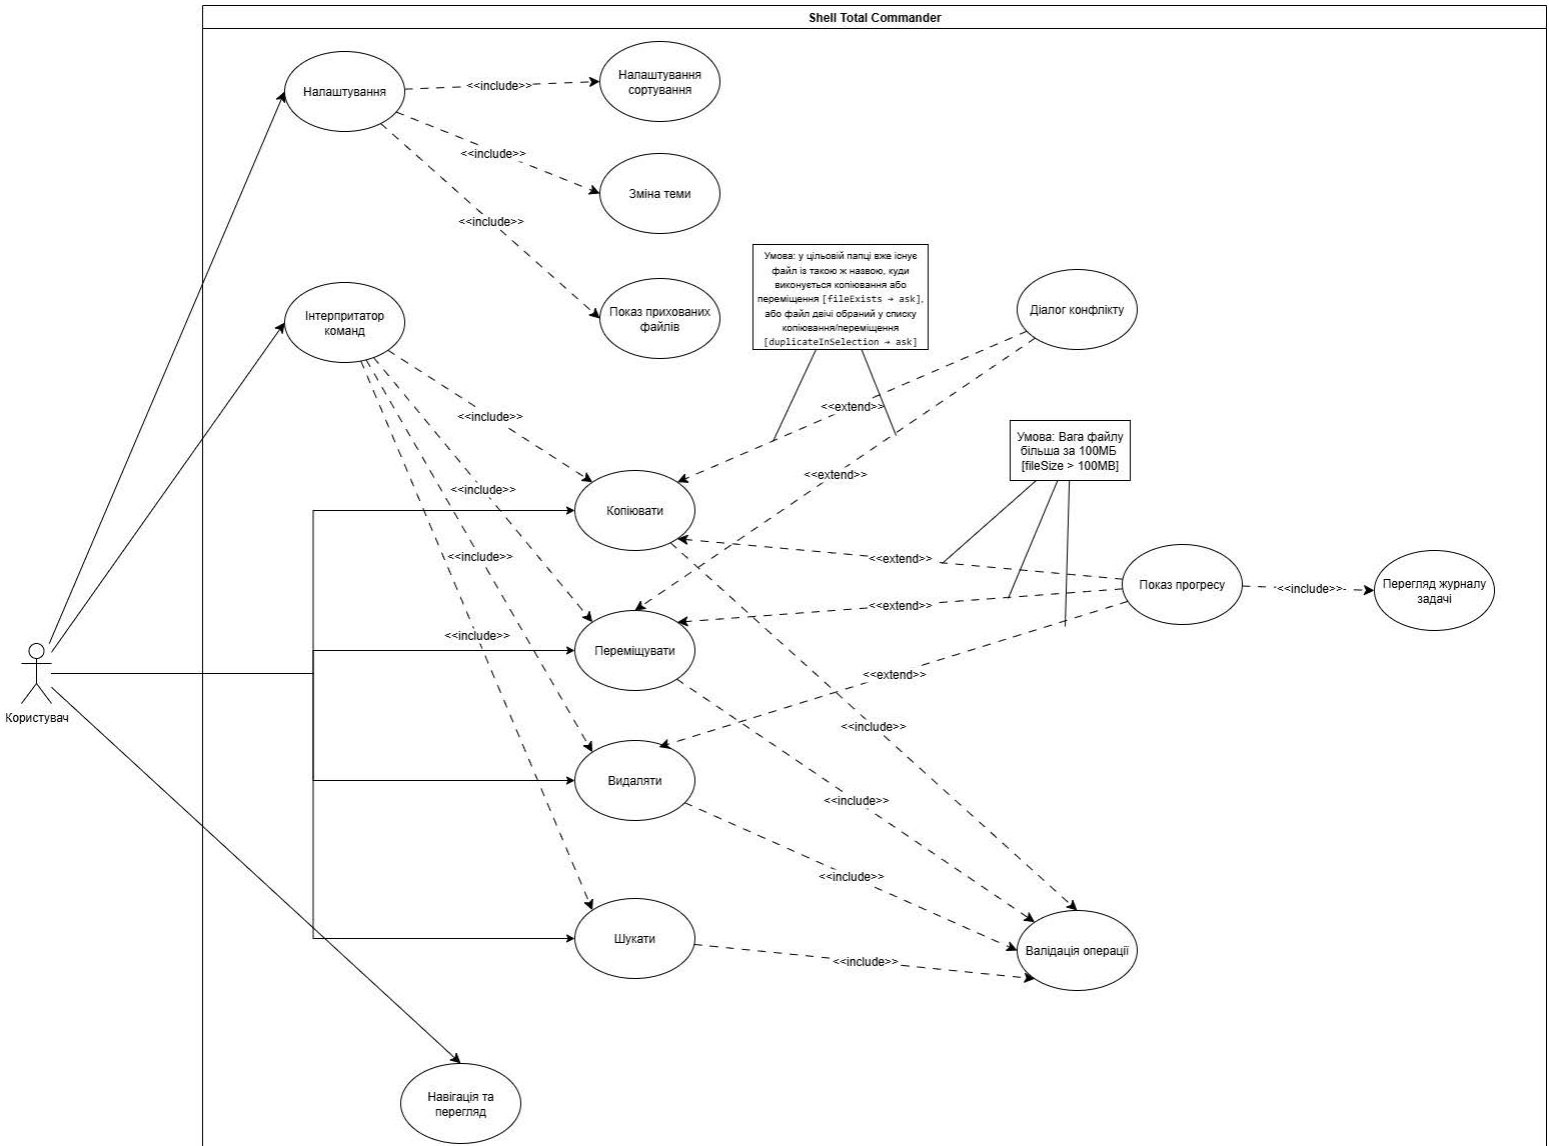 Shell Total Commander
Налаштування
<<include>>
Налаштування
сортування
<<include>>
Зміна теми
<<include>>
Показ прихованих
файлів
Інтерпритатор
команд
Умова: у цільовій папці вже існує
файл із такою ж назвою, куди
виконується копіювання або
переміщення [fileExists → ask],
або файл двічі обраний у списку
копіювання/переміщення
[duplicateInSelection → ask]
Діалог конфлікту
<<include>>
<<extend>>
Умова: Вага файлу
більша за 100МБ
[fileSize > 100MB]
<<include>>
<<extend>>
Копіювати
<<include>>
<<extend>>
Показ прогресу
<<include>>
Перегляд журналу
задачі
<<extend>>
<<include>>
Переміщувати
<<extend>>
Користувач
<<include>>
Видаляти
<<include>>
<<include>>
Шукати
<<include>>
Валідація операції
Навігація та
перегляд